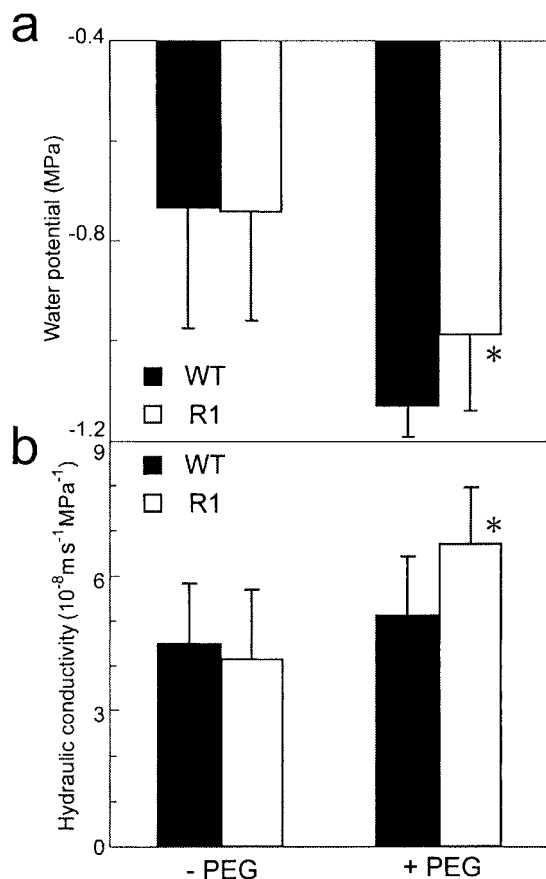 a
-0.4
-0.8
-1.2
Water potential (MPa)
WT
R1
*
b
9
6
3
0
Hydraulic conductivity (10⁻⁸m s⁻¹MPa⁻¹)
WT
R1
*
- PEG
+ PEG